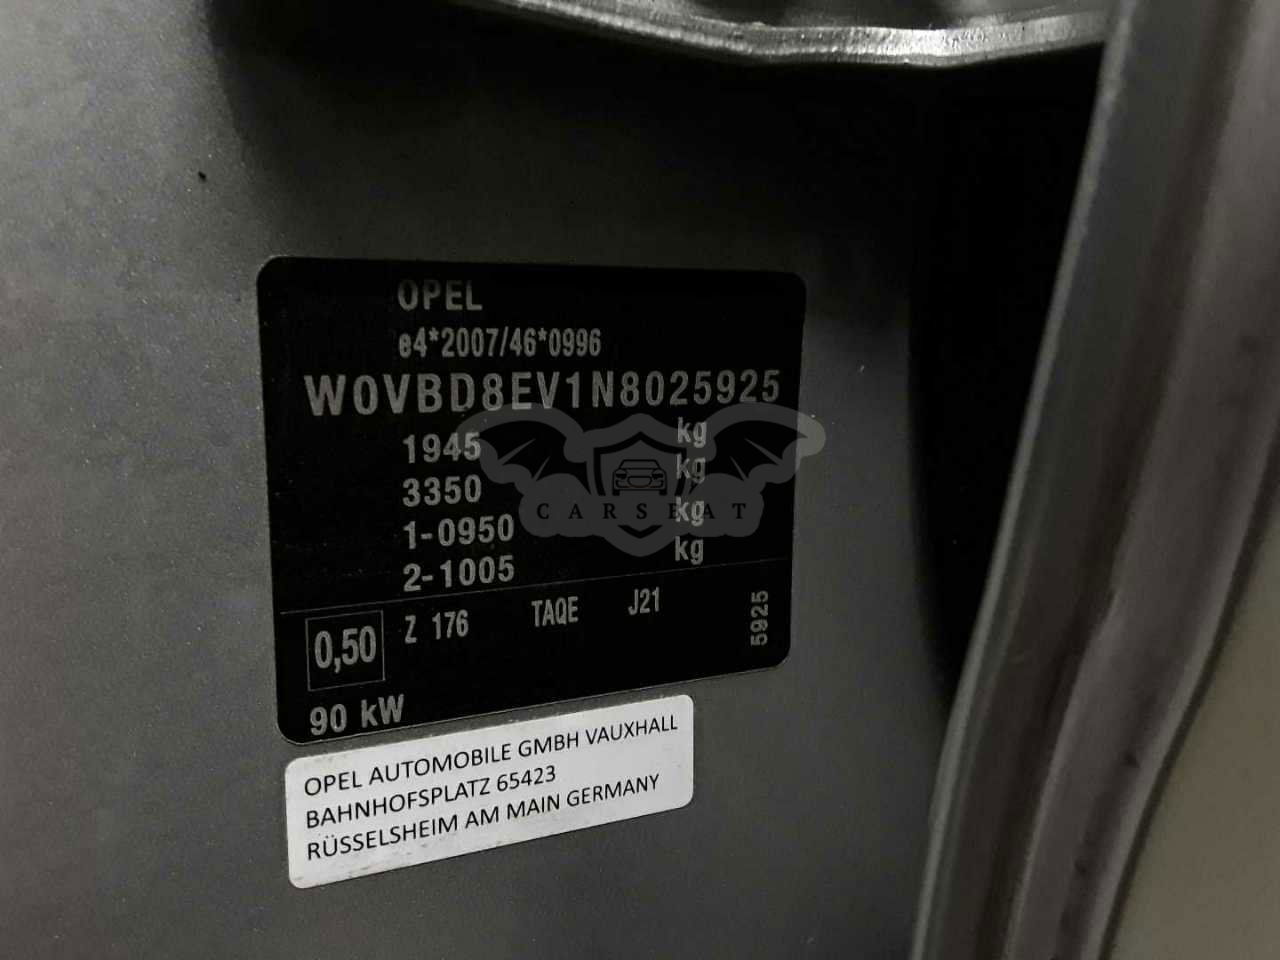 OPEL
e4*2007/46*0996
W0VBD8EV1N8025925
1945 kg
3350 kg
1-0950 kg
2-1005 kg
0,50 Z 176 TAQE J21 5925
90 kW
CARSEAT
OPEL AUTOMOBILE GMBH VAUXHALL
BAHNHOFSPLATZ 65423
RÜSSELSHEIM AM MAIN GERMANY